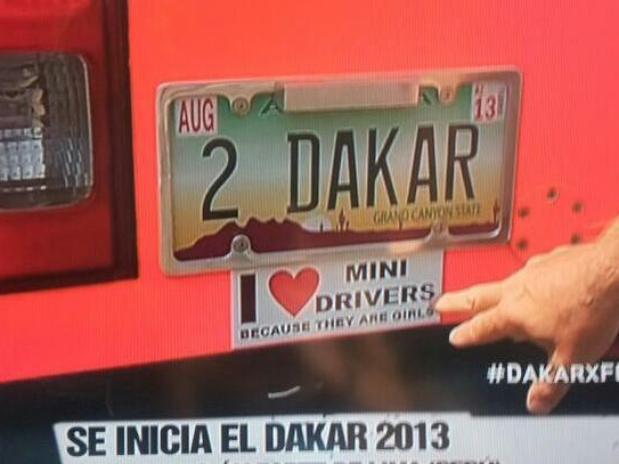 AUG
13
2 DAKAR
GRAND CANYON STATE
I ❤ MINI
DRIVERS
BECAUSE THEY ARE GIRLS
#DAKARXF
SE INICIA EL DAKAR 2013